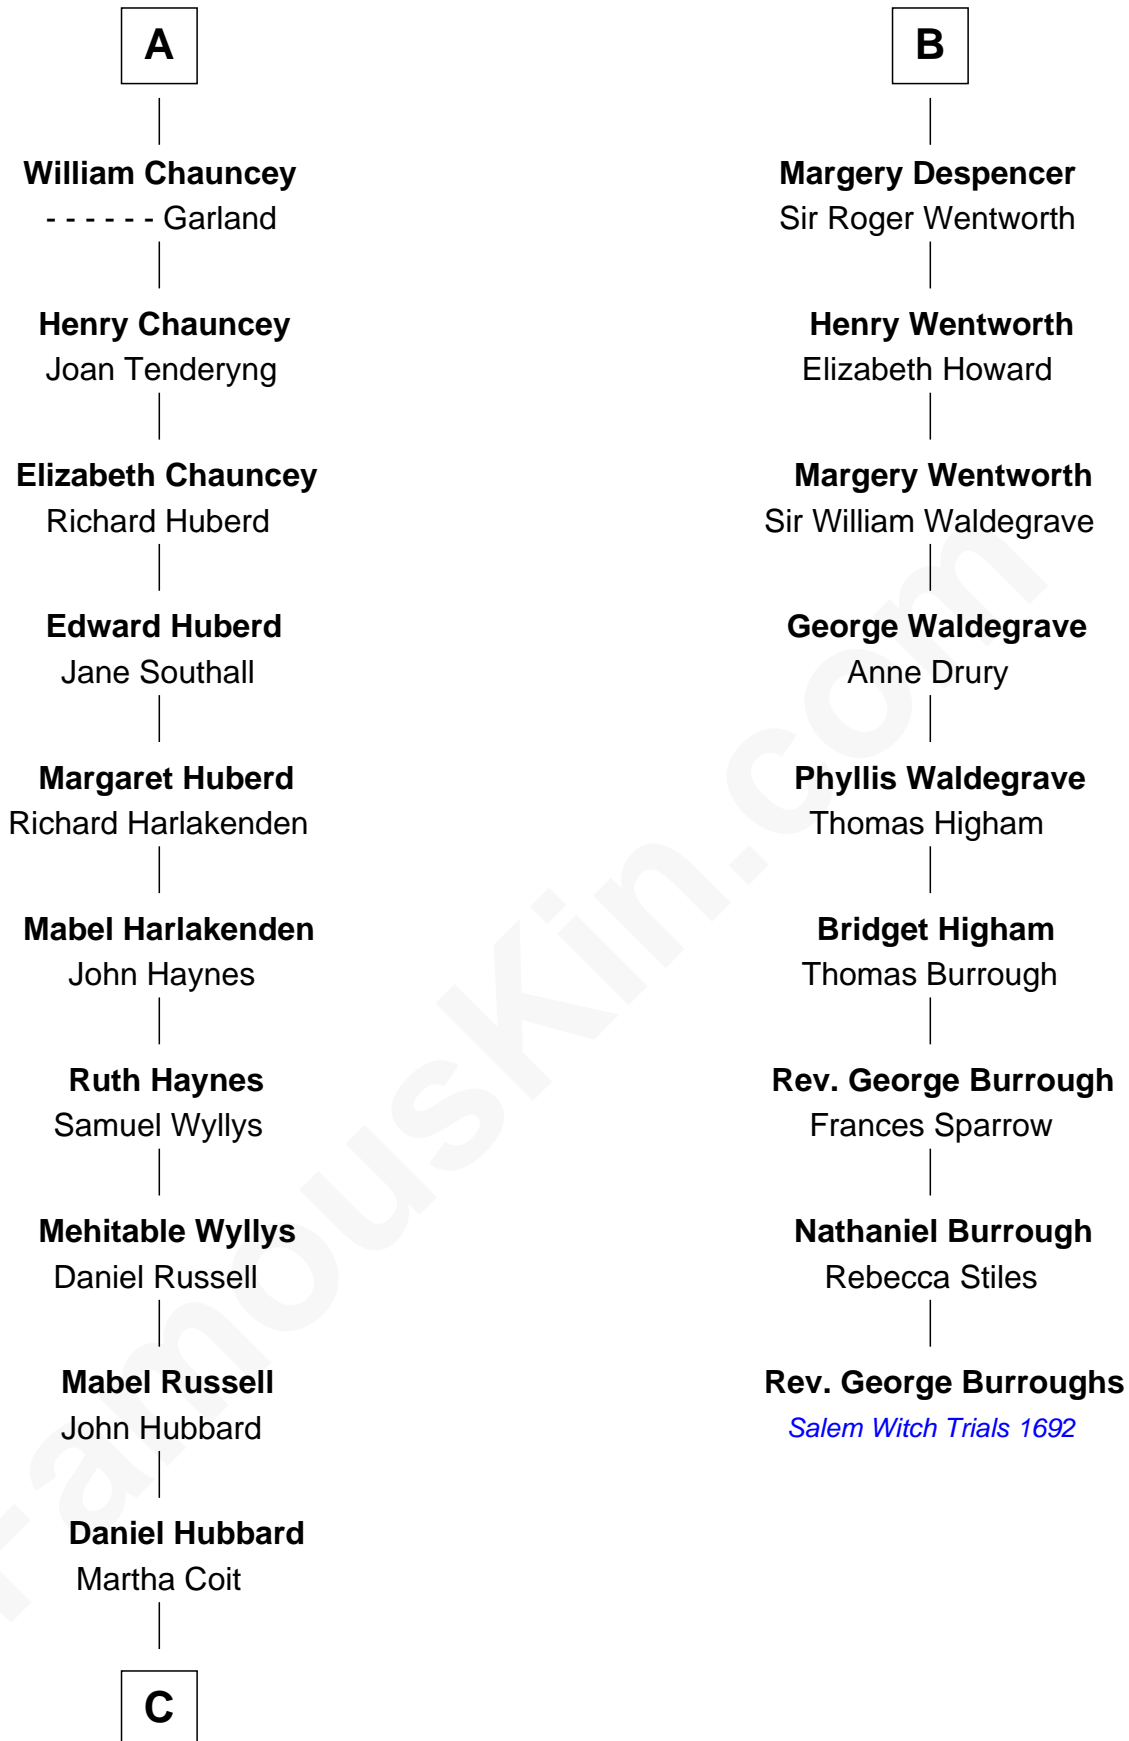 A
William Chauncey
- - - - - - Garland
Henry Chauncey
Joan Tenderyng
Elizabeth Chauncey
Richard Huberd
Edward Huberd
Jane Southall
Margaret Huberd
Richard Harlakenden
Mabel Harlakenden
John Haynes
Ruth Haynes
Samuel Wyllys
Mehitable Wyllys
Daniel Russell
Mabel Russell
John Hubbard
Daniel Hubbard
Martha Coit
C
B
Margery Despencer
Sir Roger Wentworth
Henry Wentworth
Elizabeth Howard
Margery Wentworth
Sir William Waldegrave
George Waldegrave
Anne Drury
Phyllis Waldegrave
Thomas Higham
Bridget Higham
Thomas Burrough
Rev. George Burrough
Frances Sparrow
Nathaniel Burrough
Rebecca Stiles
Rev. George Burroughs
Salem Witch Trials 1692
FamousKin.com